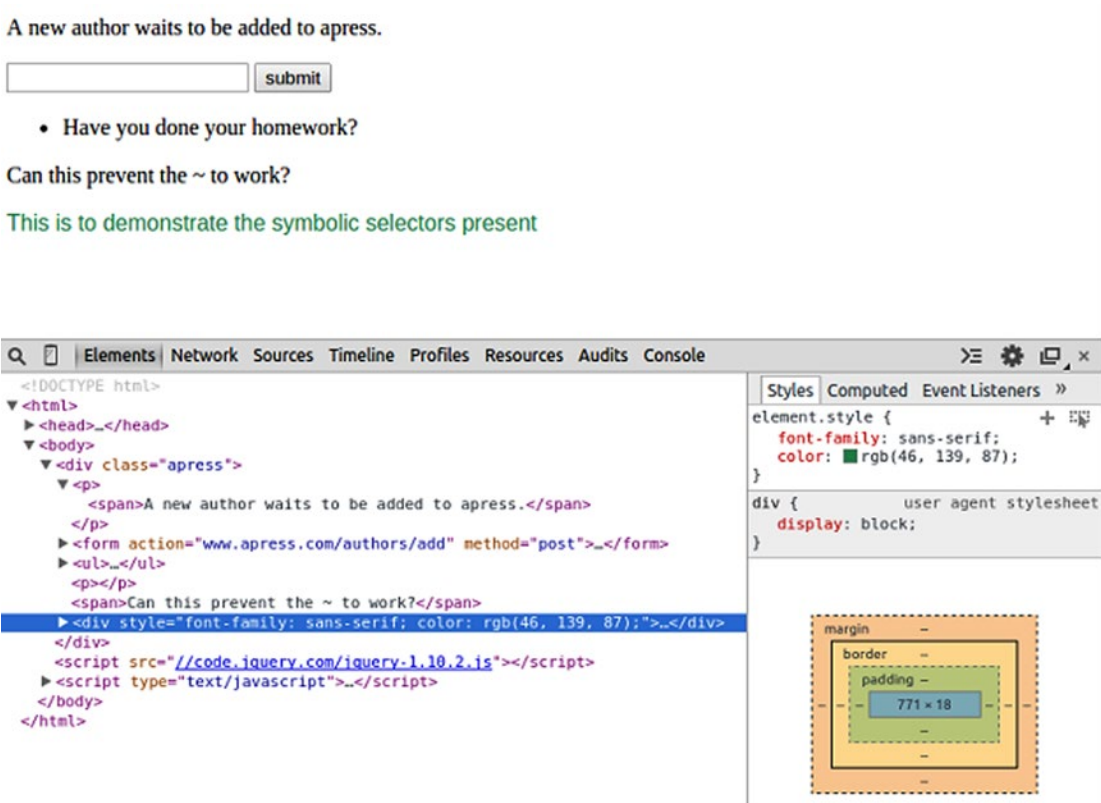 A new author waits to be added to apress.
submit
• Have you done your homework?
Can this prevent the ~ to work?
This is to demonstrate the symbolic selectors present
Elements Network Sources Timeline Profiles Resources Audits Console
<!DOCTYPE html>
▼<html>
▶<head>…</head>
▼<body>
▼<div class="apress">
▼<p>
<span>A new author waits to be added to apress.</span>
</p>
▶<form action="www.apress.com/authors/add" method="post">…</form>
▶<ul>…</ul>
<p></p>
<span>Can this prevent the ~ to work?</span>
▶<div style="font-family: sans-serif; color: rgb(46, 139, 87);">…</div>
</div>
<script src="//code.jquery.com/jquery-1.10.2.js"></script>
▶<script type="text/javascript">…</script>
</body>
</html>
Styles Computed Event Listeners »
element.style {
font-family: sans-serif;
color: rgb(46, 139, 87);
}
div { user agent stylesheet
display: block;
}
margin –
border –
padding –
– – – 771 × 18 – – –
–
–
–